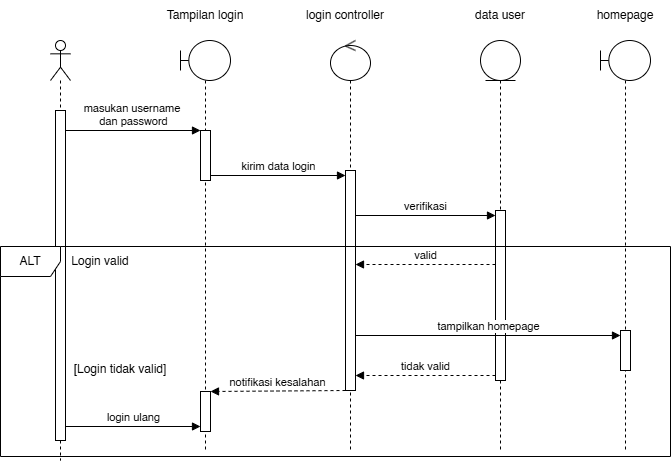 Tampilan login
login controller
data user
homepage
masukan username
dan password
kirim data login
verifikasi
ALT
Login valid
valid
tampilkan homepage
[Login tidak valid]
tidak valid
notifikasi kesalahan
login ulang